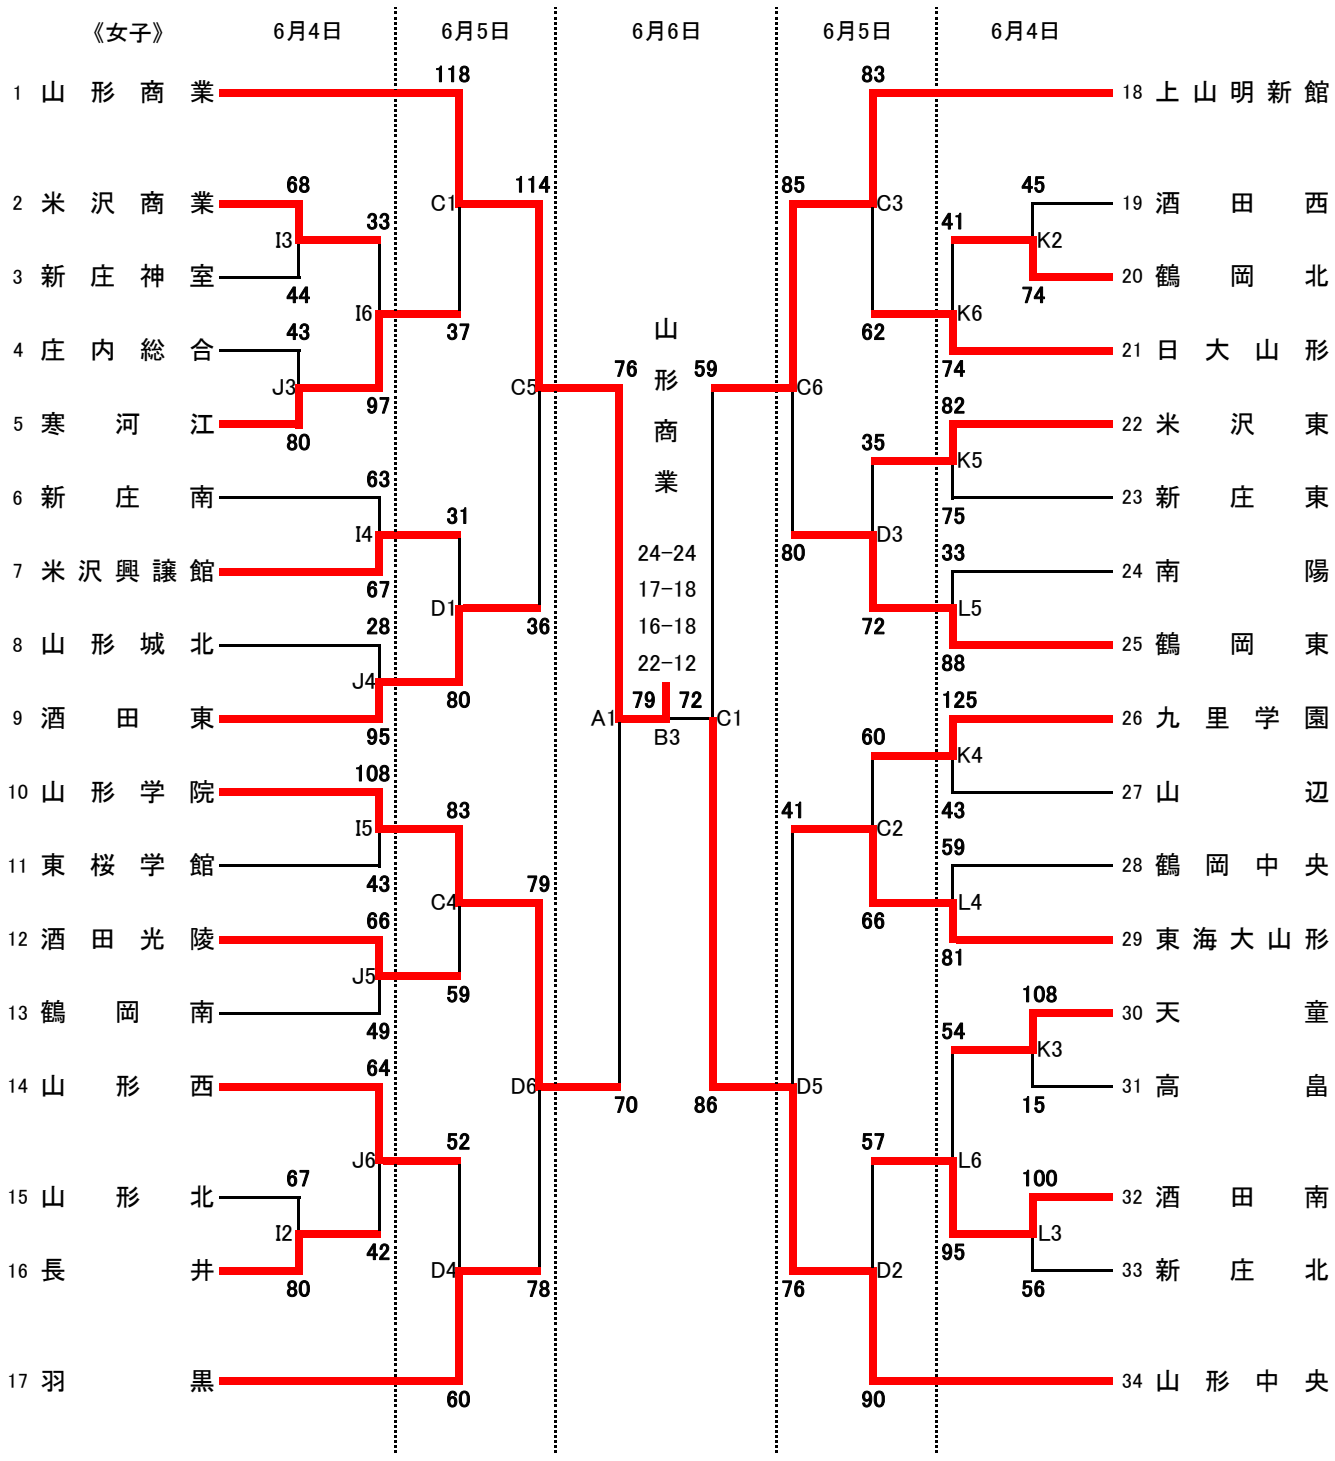 《女子》 6月4日 6月5日 6月6日 6月5日 6月4日
118 83
1 山形商業 18 上山明新館
68 114 85 45
2 米沢商業 C1 C3 19 酒田西
33 41
I3 K2
3 新庄神室 20 鶴岡北
44 74
I6 K6
43 37 62
4 庄内総合 21 日大山形
76 59 74
J3 C5 C6
97 82
5 寒河江 22 米沢東
80 35
K5
63 23 新庄東
6 新庄南 75
31
I4 D3
80 33
7 米沢興譲館 24 南陽
67
D1 L5
28 36 72
8 山形城北 25 鶴岡東
88
J4
80 125
9 酒田東 A1 C1 26 九里学園
95 60
K4
108 27 山辺
10 山形学院 43
83 41
I5 C2
59
11 東桜学館 28 鶴岡中央
43 79
C4 L4
66 66
12 酒田光陵 29 東海大山形
81
J5
59 108
13 鶴岡南 30 天童
49 54
K3
64
14 山形西 D6 D5 31 高畠
70 86 15
52 57
J6 L6
67 100
15 山形北 32 酒田南
I2 L3
42 95
16 長井 D4 D2 33 新庄北
80 78 76 56
17 羽黒 34 山形中央
60 90
山形商業
24-24
17-18
16-18
22-12
79 72
B3